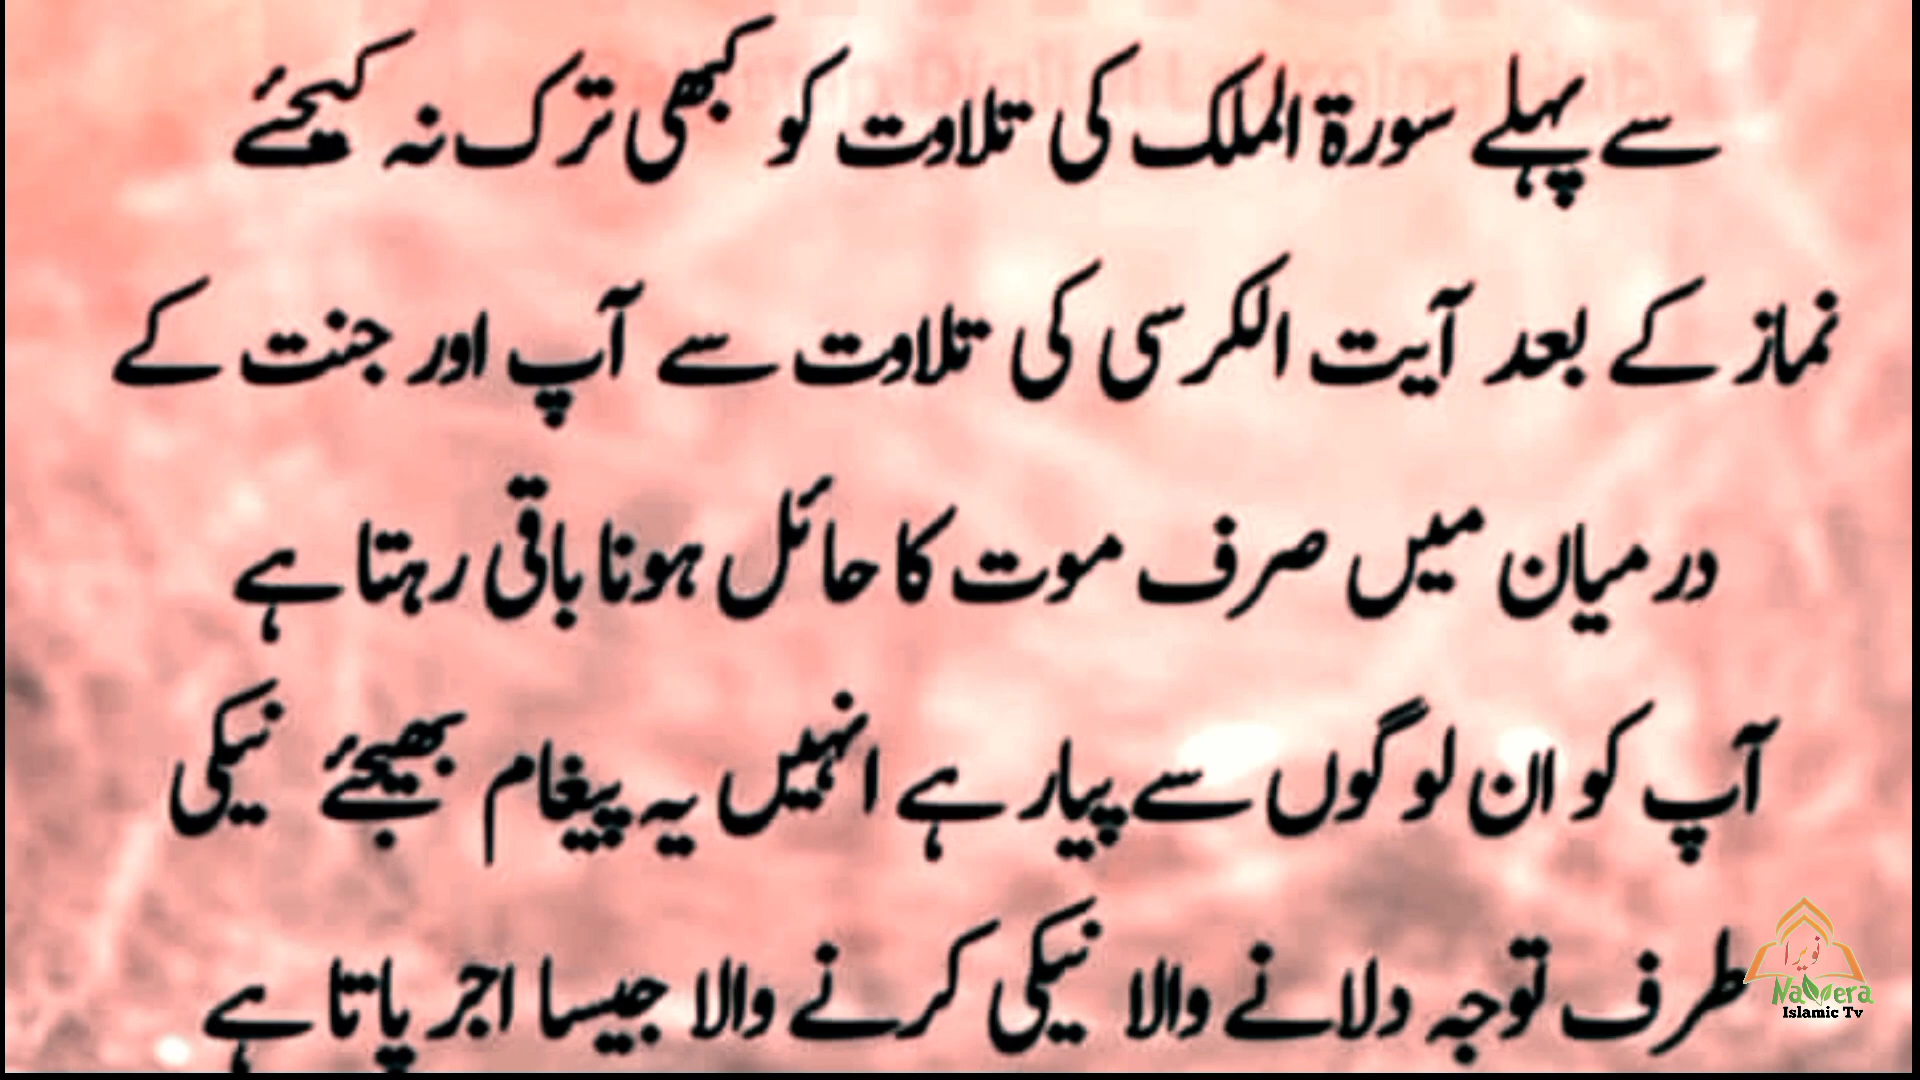 سے پہلے سورۃ الملک کی تلاوت کو کبھی ترک نہ کیجئے
نماز کے بعد آیت الکرسی کی تلاوت سے آپ اور جنت کے
درمیان میں صرف موت کا حائل ہونا باقی رہتا ہے
آپ کو ان لوگوں سے پیار ہے انہیں یہ پیغام بھیجئے نیکی
طرف توجہ دلانے والا نیکی کرنے والا جیسا اجر پاتا ہے
نویرا
Navera
Islamic Tv